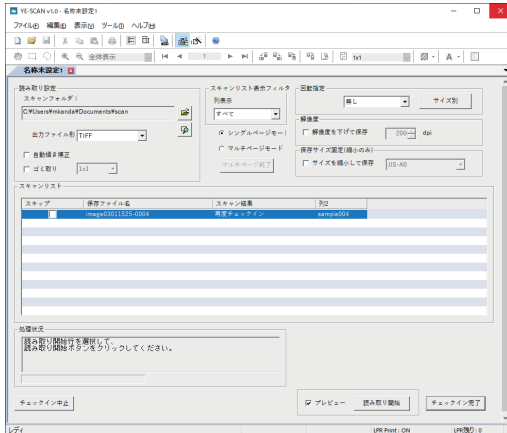 YE-SCAN v1.0 - 名称未設定1
ファイル(F) 編集(E) 表示(V) ツール(T) ヘルプ(H)
全体表示 1 1x1 A
名称未設定1
読み取り設定
スキャンフォルダ：
C:¥Users¥mkanda¥Documents¥scan
出力ファイル形 TIFF
自動傾き補正
ゴミ取り 1x1
スキャンリスト表示フィルタ
列表示
すべて
シングルページモー
マルチページモード
マルチページ終了
回転指定
無し サイズ別
解像度
解像度を下げて保存 200 dpi
保存サイズ固定(縮小のみ)
サイズを縮小して保存 JIS-A0
スキャンリスト
スキップ 保存ファイル名 スキャン結果 列2
image03011525-0004 再度チェックイン sample004
処理状況
読み取り開始行を選択して、
読み取り開始ボタンをクリックしてください。
チェックイン中止 プレビュー 読み取り開始 チェックイン完了
レディ LPR Print : ON LPR残り : 0